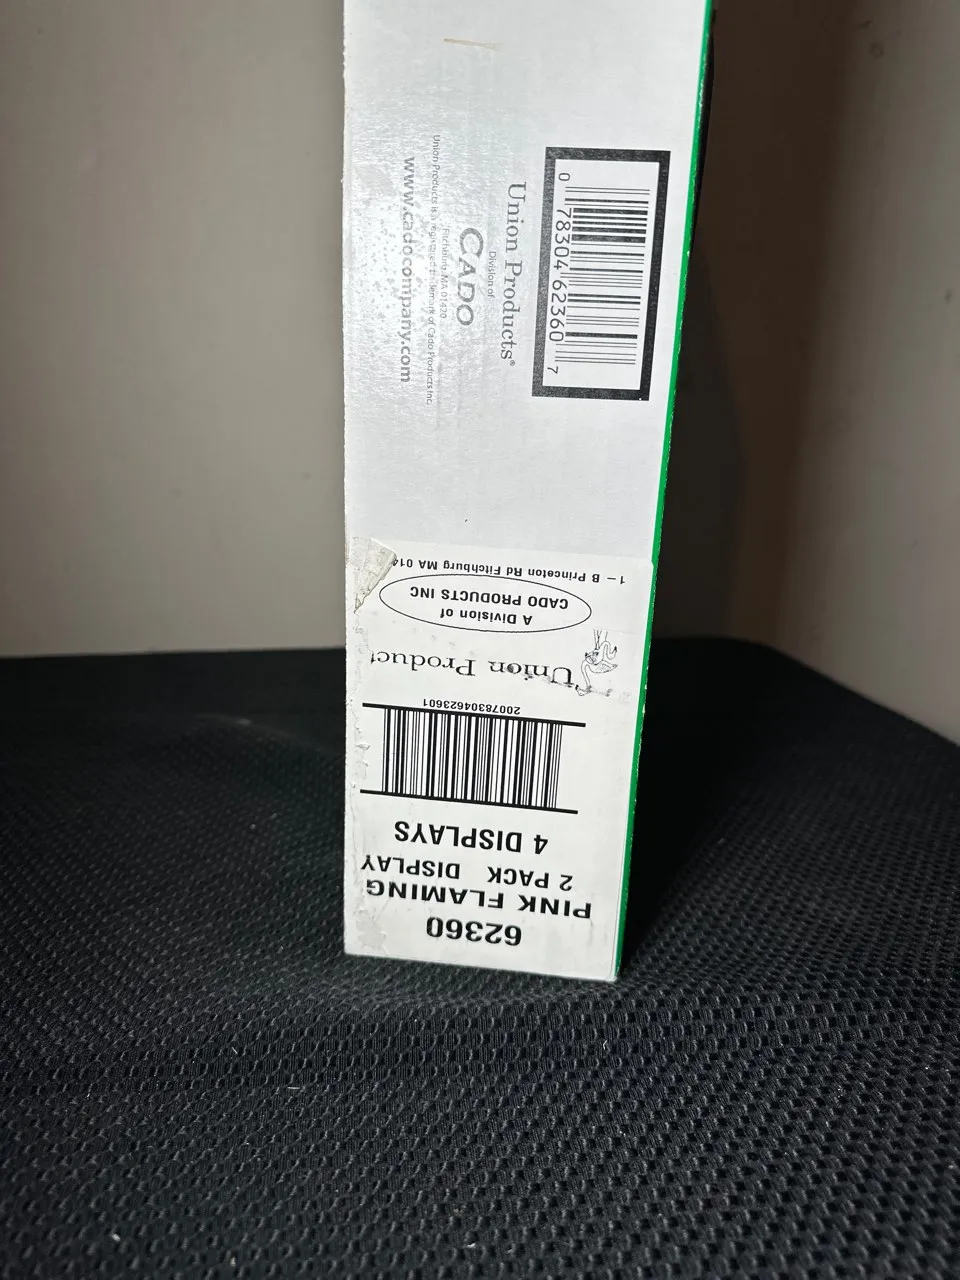 0 78304 62360 7
Union Products®
Division of
CADO
Fitchburg, MA 01420
Union Products is a registered trademark of Cado Products Inc.
www.cadocompany.com
62360
PINK FLAMING
2 PACK DISPLAY
4 DISPLAYS
20078304623601
Union Product
A Division of
CADO PRODUCTS INC
1 – B Princeton Rd Fitchburg MA 014